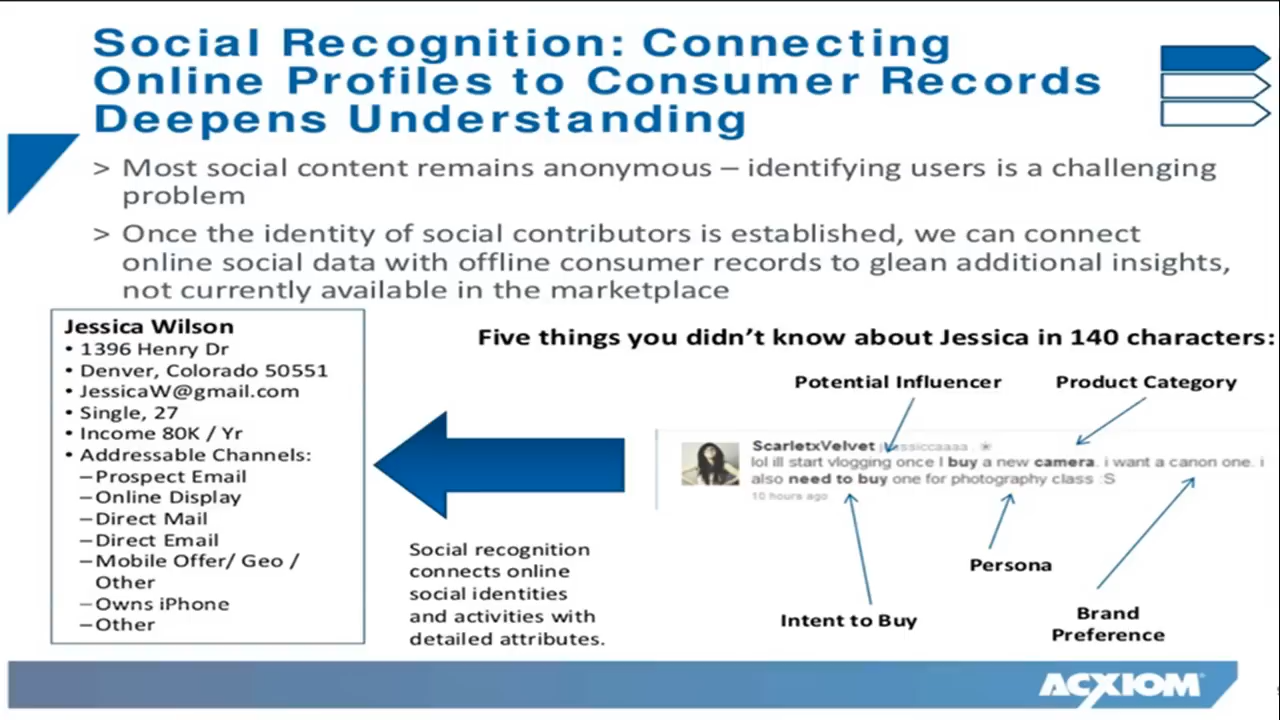 Social Recognition: Connecting
Online Profiles to Consumer Records
Deepens Understanding
> Most social content remains anonymous – identifying users is a challenging
problem
> Once the identity of social contributors is established, we can connect
online social data with offline consumer records to glean additional insights,
not currently available in the marketplace
Jessica Wilson
• 1396 Henry Dr
• Denver, Colorado 50551
• JessicaW@gmail.com
• Single, 27
• Income 80K / Yr
• Addressable Channels:
–Prospect Email
–Online Display
–Direct Mail
–Direct Email
–Mobile Offer/ Geo /
Other
–Owns iPhone
–Other
Social recognition
connects online
social identities
and activities with
detailed attributes.
Five things you didn't know about Jessica in 140 characters:
Potential Influencer
Product Category
ScarletxVelvet
lol ill start vlogging once I buy a new camera. i want a canon one. i
also need to buy one for photography class :S
10 hours ago
Persona
Intent to Buy
Brand
Preference
ACXIOM